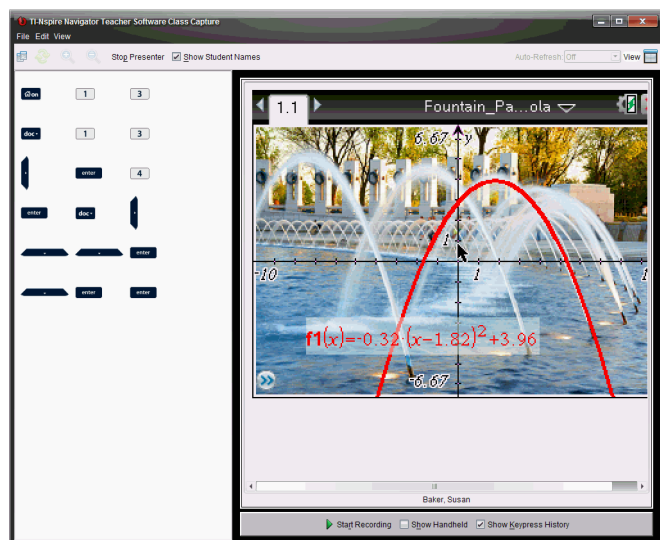 TI-Nspire Navigator Teacher Software Class Capture
File Edit View
Stop Presenter Show Student Names Auto-Refresh: Off View
on 1 3
doc 1 3
enter 4
enter doc
enter
enter enter
1.1 Fountain_Pa...ola
6.67 y
1
-10 1 1
f1(x)=-0.32·(x-1.82)²+3.96
-6.67
Baker, Susan
Start Recording Show Handheld Show Keypress History